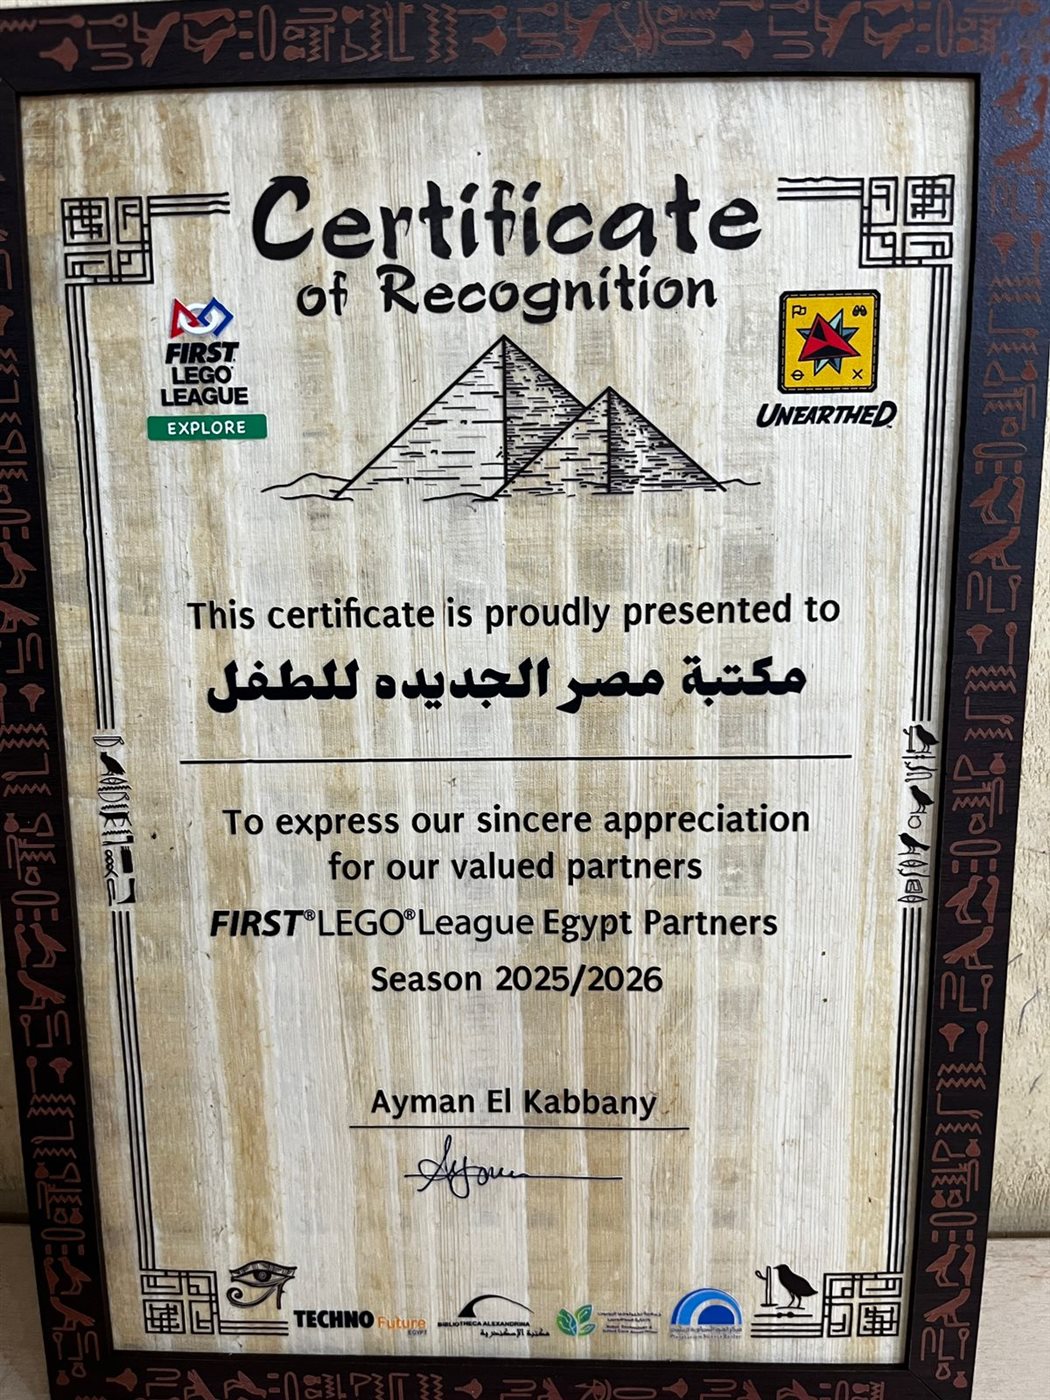 Certificate
of Recognition
FIRST
LEGO
LEAGUE
EXPLORE
UNEARTHED
This certificate is proudly presented to
مكتبة مصر الجديده للطفل
To express our sincere appreciation
for our valued partners
FIRST® LEGO® League Egypt Partners
Season 2025/2026
Ayman El Kabbany
TECHNO Future
EGYPT
BIBLIOTHECA ALEXANDRINA
مكتبة الإسكندرية